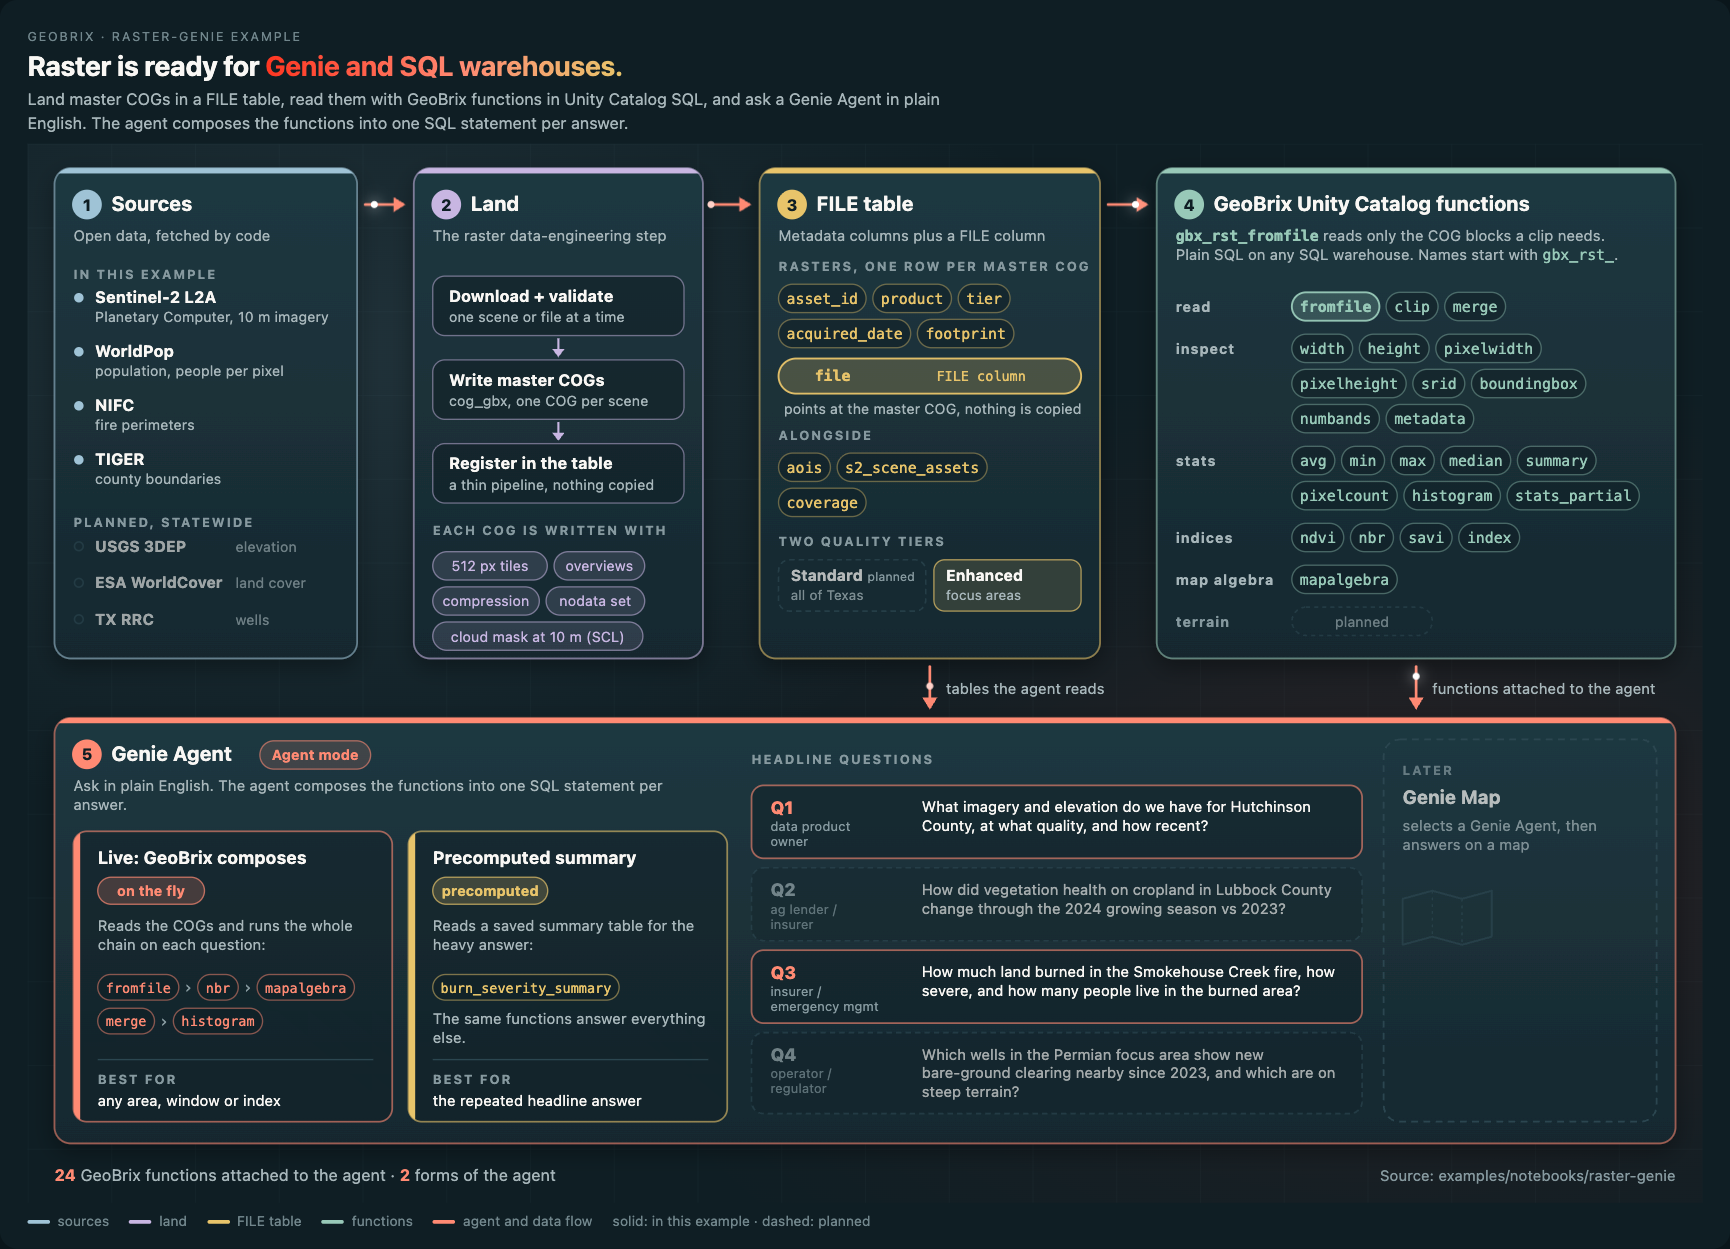 GEOBRIX · RASTER-GENIE EXAMPLE
Raster is ready for Genie and SQL warehouses.
Land master COGs in a FILE table, read them with GeoBrix functions in Unity Catalog SQL, and ask a Genie Agent in plain
English. The agent composes the functions into one SQL statement per answer.
1 Sources
Open data, fetched by code
IN THIS EXAMPLE
Sentinel-2 L2A
Planetary Computer, 10 m imagery
WorldPop
population, people per pixel
NIFC
fire perimeters
TIGER
county boundaries
PLANNED, STATEWIDE
USGS 3DEP elevation
ESA WorldCover land cover
TX RRC wells
2 Land
The raster data-engineering step
Download + validate
one scene or file at a time
Write master COGs
cog_gbx, one COG per scene
Register in the table
a thin pipeline, nothing copied
EACH COG IS WRITTEN WITH
512 px tiles overviews
compression nodata set
cloud mask at 10 m (SCL)
3 FILE table
Metadata columns plus a FILE column
RASTERS, ONE ROW PER MASTER COG
asset_id product tier
acquired_date footprint
file FILE column
points at the master COG, nothing is copied
ALONGSIDE
aois s2_scene_assets
coverage
TWO QUALITY TIERS
Standard planned
all of Texas
Enhanced
focus areas
4 GeoBrix Unity Catalog functions
gbx_rst_fromfile reads only the COG blocks a clip needs.
Plain SQL on any SQL warehouse. Names start with gbx_rst_.
read fromfile clip merge
inspect width height pixelwidth
pixelheight srid boundingbox
numbands metadata
stats avg min max median summary
pixelcount histogram stats_partial
indices ndvi nbr savi index
map algebra mapalgebra
terrain planned
tables the agent reads
functions attached to the agent
5 Genie Agent Agent mode
Ask in plain English. The agent composes the functions into one SQL statement per
answer.
Live: GeoBrix composes
on the fly
Reads the COGs and runs the whole
chain on each question:
fromfile › nbr › mapalgebra
merge › histogram
BEST FOR
any area, window or index
Precomputed summary
precomputed
Reads a saved summary table for the
heavy answer:
burn_severity_summary
The same functions answer everything
else.
BEST FOR
the repeated headline answer
HEADLINE QUESTIONS
Q1
data product
owner
What imagery and elevation do we have for Hutchinson
County, at what quality, and how recent?
Q2
ag lender /
insurer
How did vegetation health on cropland in Lubbock County
change through the 2024 growing season vs 2023?
Q3
insurer /
emergency mgmt
How much land burned in the Smokehouse Creek fire, how
severe, and how many people live in the burned area?
Q4
operator /
regulator
Which wells in the Permian focus area show new
bare-ground clearing nearby since 2023, and which are on
steep terrain?
LATER
Genie Map
selects a Genie Agent, then
answers on a map
24 GeoBrix functions attached to the agent · 2 forms of the agent
Source: examples/notebooks/raster-genie
sources land FILE table functions agent and data flow solid: in this example · dashed: planned